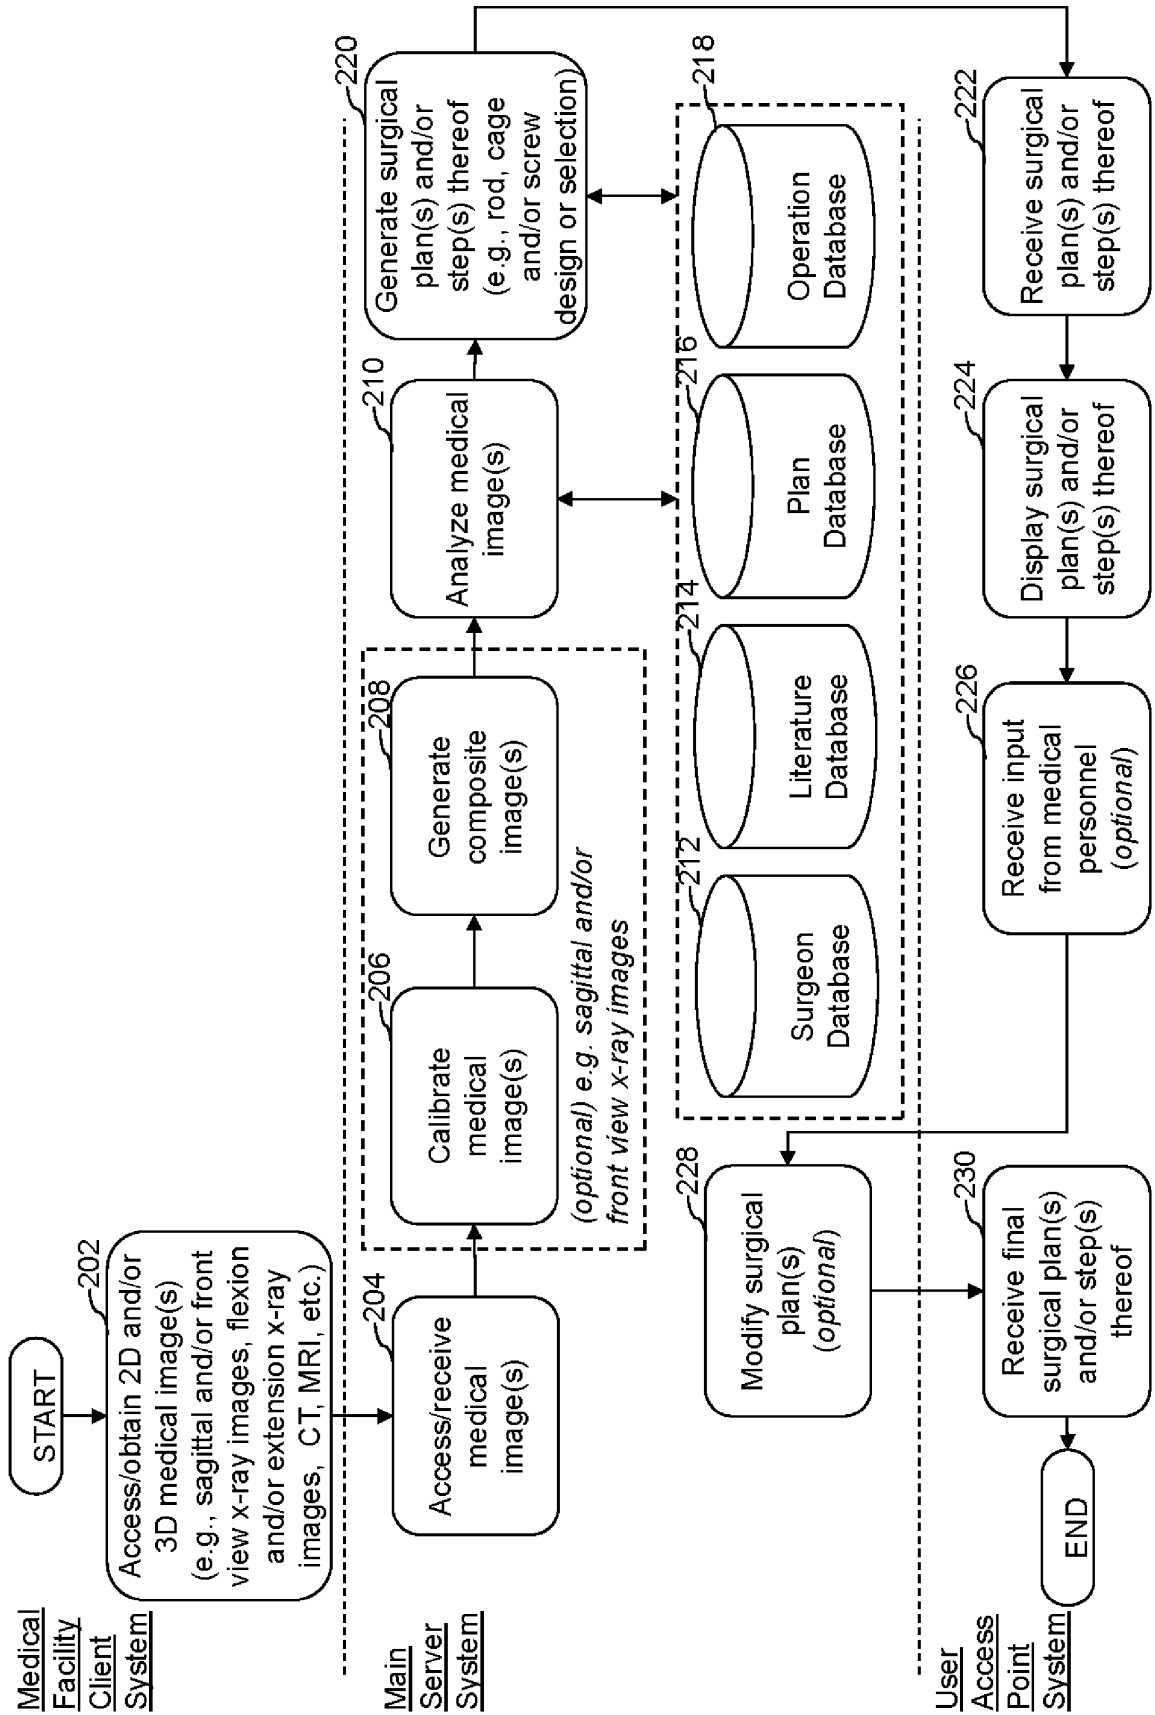 Medical
Facility
Client
System
START
202
Access/obtain 2D and/or
3D medical image(s)
(e.g., sagittal and/or front
view x-ray images, flexion
and/or extension x-ray
images, CT, MRI, etc.)
Main
Server
System
204
Access/receive
medical
image(s)
206
Calibrate
medical
image(s)
208
Generate
composite
image(s)
(optional) e.g. sagittal and/or
front view x-ray images
210
Analyze medical
image(s)
220
Generate surgical
plan(s) and/or
step(s) thereof
(e.g., rod, cage
and/or screw
design or selection)
212
Surgeon
Database
214
Literature
Database
216
Plan
Database
218
Operation
Database
228
Modify surgical
plan(s)
(optional)
User
Access
Point
System
222
Receive surgical
plan(s) and/or
step(s) thereof
224
Display surgical
plan(s) and/or
step(s) thereof
226
Receive input
from medical
personnel
(optional)
230
Receive final
surgical plan(s)
and/or step(s)
thereof
END